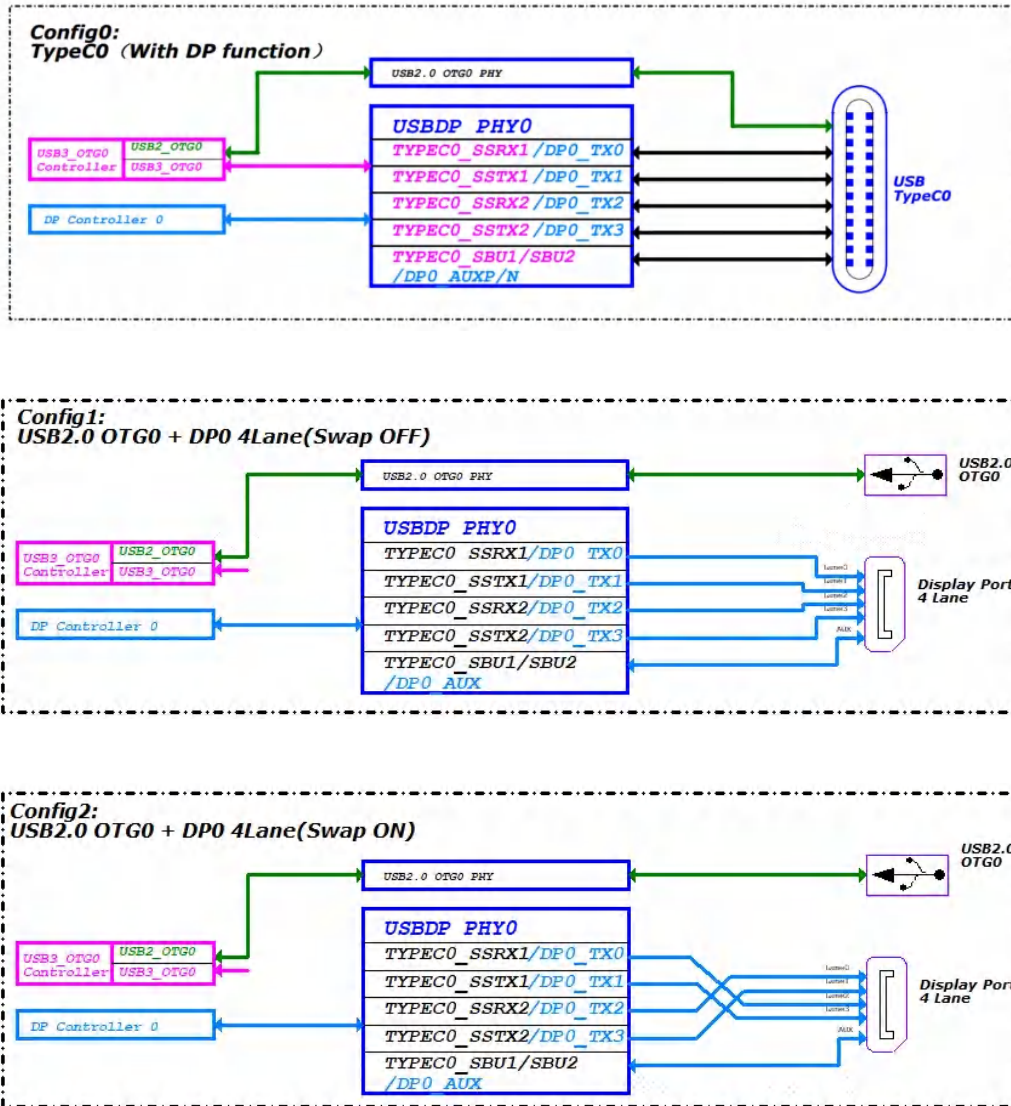 Config0:
TypeC0（With DP function）
USB2.0 OTG0 PHY
USBDP PHY0
USB3_OTG0
Controller
USB2_OTG0
USB3_OTG0
TYPEC0_SSRX1/DP0_TX0
TYPEC0_SSTX1/DP0_TX1
TYPEC0_SSRX2/DP0_TX2
TYPEC0_SSTX2/DP0_TX3
TYPEC0_SBU1/SBU2
/DP0_AUXP/N
DP Controller 0
USB
TypeC0
Config1:
USB2.0 OTG0 + DP0 4Lane(Swap OFF)
USB2.0 OTG0 PHY
USB2.0
OTG0
USBDP PHY0
USB3_OTG0
Controller
USB2_OTG0
USB3_OTG0
TYPEC0_SSRX1/DP0_TX0
TYPEC0_SSTX1/DP0_TX1
TYPEC0_SSRX2/DP0_TX2
TYPEC0_SSTX2/DP0_TX3
TYPEC0_SBU1/SBU2
/DP0_AUX
DP Controller 0
AUX
Display Port
4 Lane
Config2:
USB2.0 OTG0 + DP0 4Lane(Swap ON)
USB2.0 OTG0 PHY
USB2.0
OTG0
USBDP PHY0
USB3_OTG0
Controller
USB2_OTG0
USB3_OTG0
TYPEC0_SSRX1/DP0_TX0
TYPEC0_SSTX1/DP0_TX1
TYPEC0_SSRX2/DP0_TX2
TYPEC0_SSTX2/DP0_TX3
TYPEC0_SBU1/SBU2
/DP0_AUX
DP Controller 0
AUX
Display Port
4 Lane